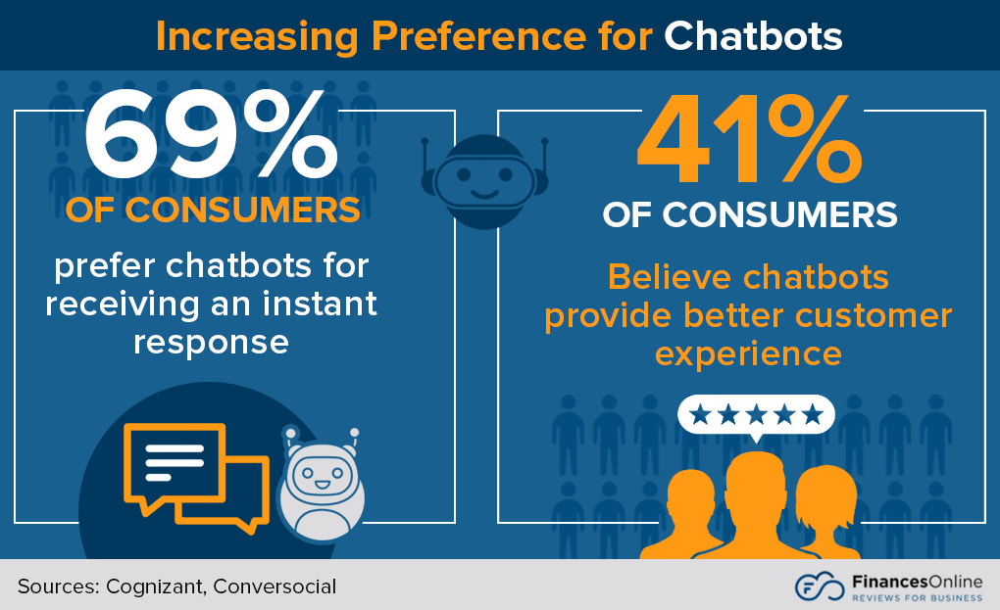 Increasing Preference for Chatbots
69%
OF CONSUMERS
prefer chatbots for
receiving an instant
response
41%
OF CONSUMERS
Believe chatbots
provide better customer
experience
Sources: Cognizant, Conversocial
FinancesOnline
REVIEWS FOR BUSINESS